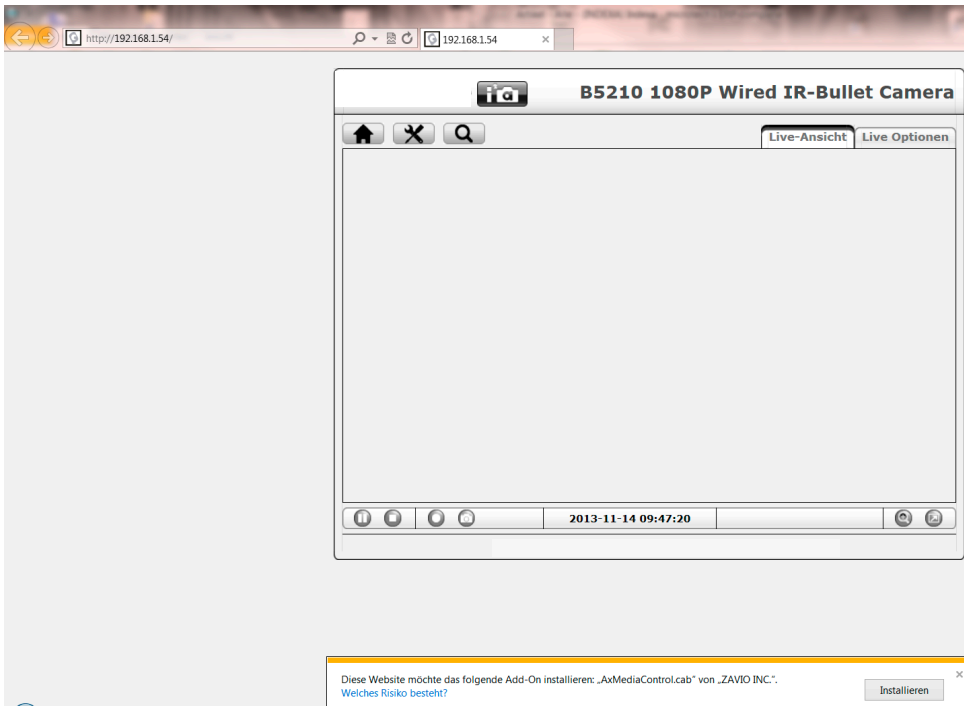 http://192.168.1.54/
192.168.1.54
B5210 1080P Wired IR-Bullet Camera
Live-Ansicht
Live Optionen
2013-11-14 09:47:20
Diese Website möchte das folgende Add-On installieren: „AxMediaControl.cab“ von „ZAVIO INC.“.
Welches Risiko besteht?
Installieren